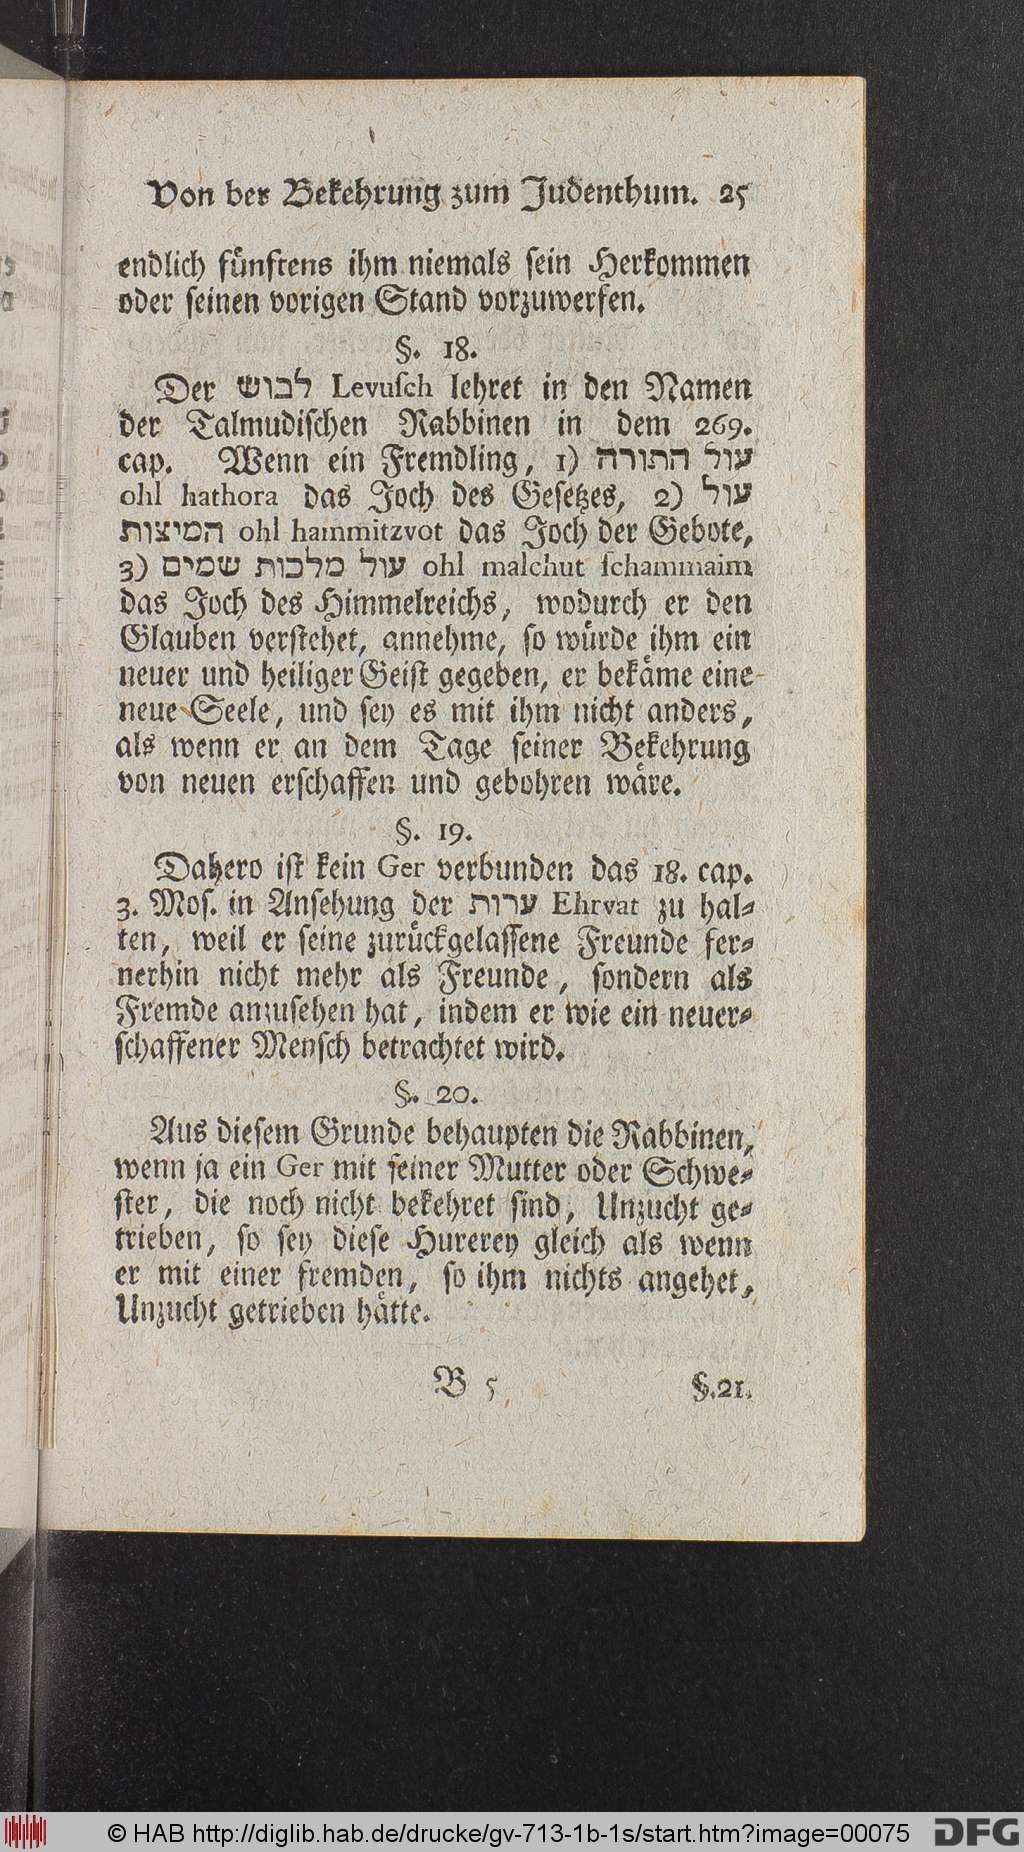 Von der Bekehrung zum Judenthum. 25
endlich fünftens ihm niemals sein Herkommen
oder seinen vorigen Stand vorzuwerfen.
§. 18.
Der לבוש Levuſch lehret in den Namen
der Talmudischen Rabbinen in dem 269.
cap. Wenn ein Fremdling, 1) עול התורה
ohl hathora das Joch des Gesetzes, 2) עול
המיצות ohl hammitzvot das Joch der Gebote,
3) עול מלכות שמים ohl malchut ſchammaim
das Joch des Himmelreichs, wodurch er den
Glauben verstehet, annehme, so würde ihm ein
neuer und heiliger Geist gegeben, er bekäme eine
neue Seele, und sey es mit ihm nicht anders,
als wenn er an dem Tage seiner Bekehrung
von neuen erschaffen und gebohren wäre.
§. 19.
Dahero ist kein Ger verbunden das 18. cap.
3. Mos. in Ansehung der ערות Ehrvat zu hal⸗
ten, weil er seine zurückgelassene Freunde fer⸗
nerhin nicht mehr als Freunde, sondern als
Fremde anzusehen hat, indem er wie ein neuer⸗
schaffener Mensch betrachtet wird.
§. 20.
Aus diesem Grunde behaupten die Rabbinen,
wenn ja ein Ger mit seiner Mutter oder Schwe⸗
ster, die noch nicht bekehret sind, Unzucht ge⸗
trieben, so sey diese Hurerey gleich als wenn
er mit einer fremden, so ihm nichts angehet,
Unzucht getrieben hätte.
B 5 §.21.
© HAB http://diglib.hab.de/drucke/gv-713-1b-1s/start.htm?image=00075 DFG